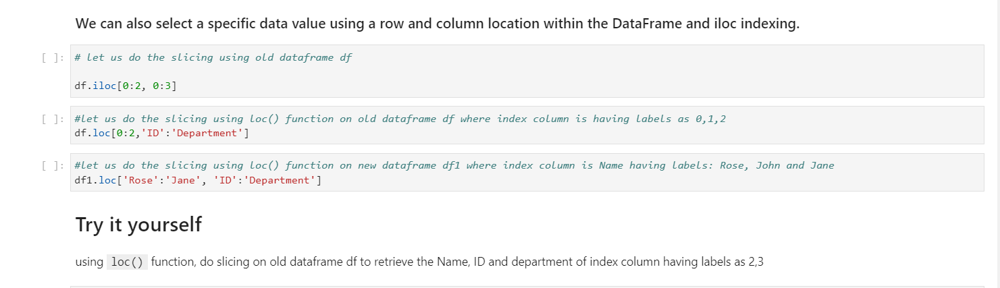 We can also select a specific data value using a row and column location within the DataFrame and iloc indexing.
[ ]: # let us do the slicing using old dataframe df
df.iloc[0:2, 0:3]
[ ]: #let us do the slicing using loc() function on old dataframe df where index column is having labels as 0,1,2
df.loc[0:2,'ID':'Department']
[ ]: #let us do the slicing using loc() function on new dataframe df1 where index column is Name having labels: Rose, John and Jane
df1.loc['Rose':'Jane', 'ID':'Department']
Try it yourself
using loc() function, do slicing on old dataframe df to retrieve the Name, ID and department of index column having labels as 2,3